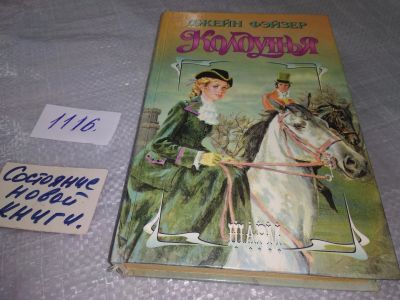 ДЖЕЙН ФЭЙЗЕР
Колдунья
1116.
Состояние
новой
книги.
ШАРМ